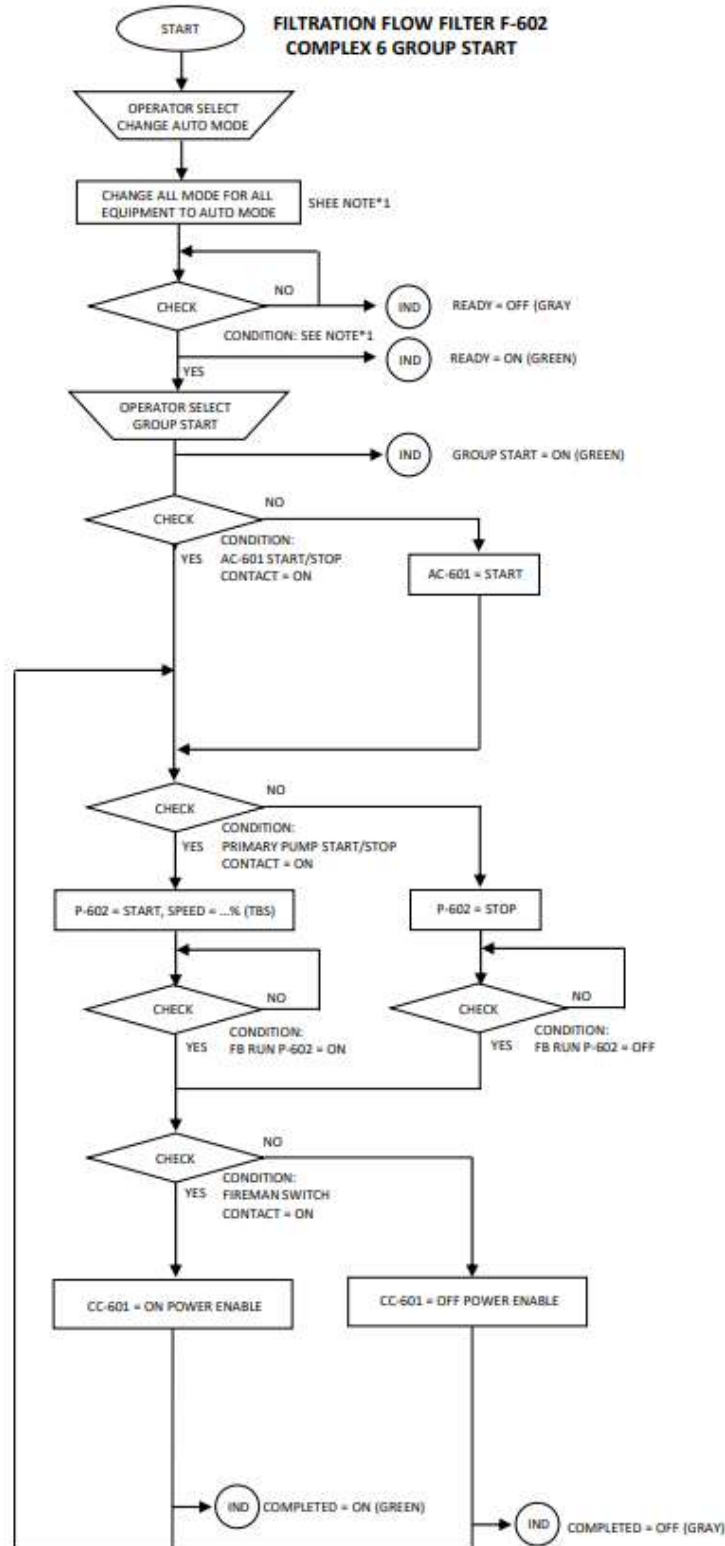 START
FILTRATION FLOW FILTER F-602
COMPLEX 6 GROUP START
OPERATOR SELECT
CHANGE AUTO MODE
CHANGE ALL MODE FOR ALL
EQUIPMENT TO AUTO MODE
SHEE NOTE*1
CHECK
NO
IND
READY = OFF (GRAY
CONDITION: SEE NOTE*1
IND
READY = ON (GREEN)
YES
OPERATOR SELECT
GROUP START
IND
GROUP START = ON (GREEN)
CHECK
NO
YES
CONDITION:
AC-601 START/STOP
CONTACT = ON
AC-601 = START
CHECK
NO
YES
CONDITION:
PRIMARY PUMP START/STOP
CONTACT = ON
P-602 = START, SPEED = ...% (TBS)
P-602 = STOP
CHECK
NO
YES
CONDITION:
FB RUN P-602 = ON
CHECK
NO
YES
CONDITION:
FB RUN P-602 = OFF
CHECK
NO
YES
CONDITION:
FIREMAN SWITCH
CONTACT = ON
CC-601 = ON POWER ENABLE
CC-601 = OFF POWER ENABLE
IND
COMPLETED = ON (GREEN)
IND
COMPLETED = OFF (GRAY)